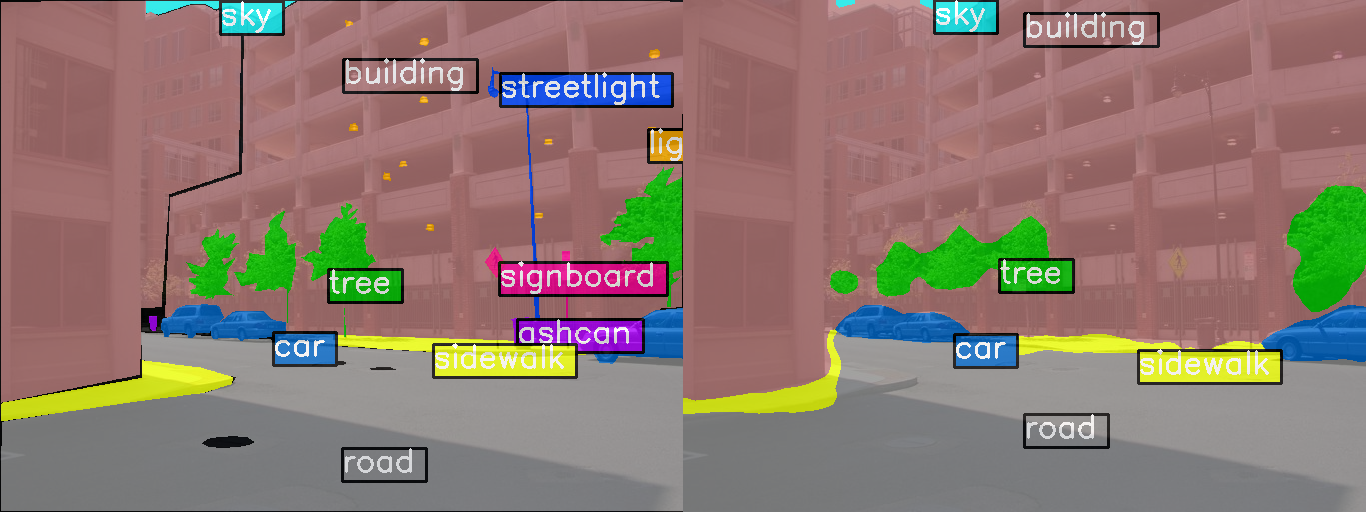 sky
building
streetlight
lig
signboard
tree
ashcan
car
sidewalk
road
sky
building
tree
car
sidewalk
road